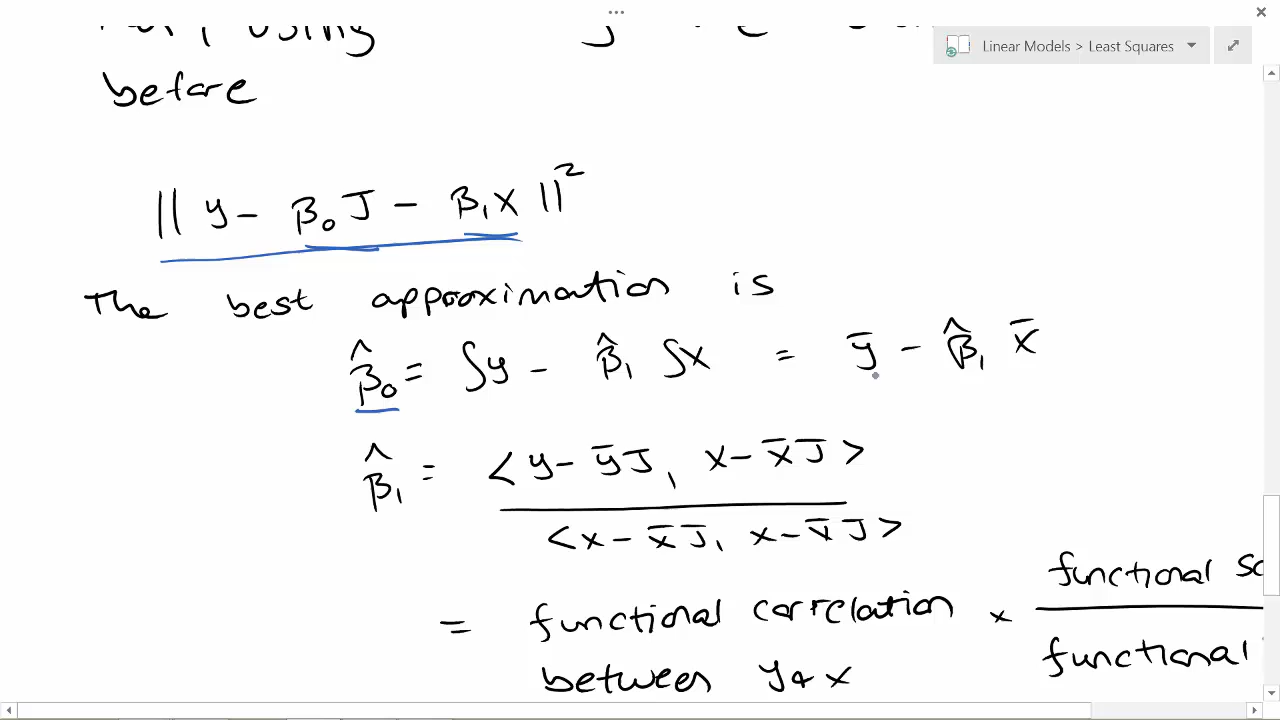 Linear Models > Least Squares
using
before
|| y - β₀J - β₁x ||²
The best approximation is
β̂₀ = ∫y - β̂₁ ∫x = ȳ - β̂₁ x̄
β̂₁ = <y - ȳJ, x - x̄J>
<x - x̄J, x - x̄J>
= functional correlation × functional
between y & x functional